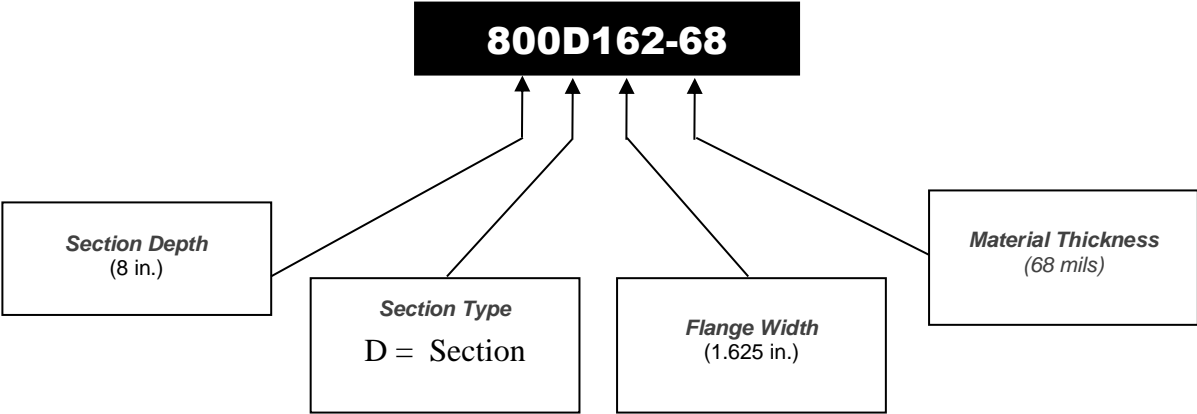 800D162-68
Section Depth
(8 in.)
Section Type
D = Section
Flange Width
(1.625 in.)
Material Thickness
(68 mils)